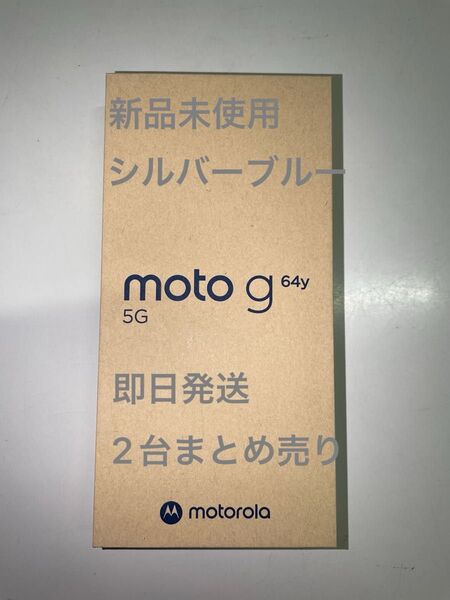 新品未使用
シルバーブルー
moto g 64y
5G
即日発送
2台まとめ売り
motorola